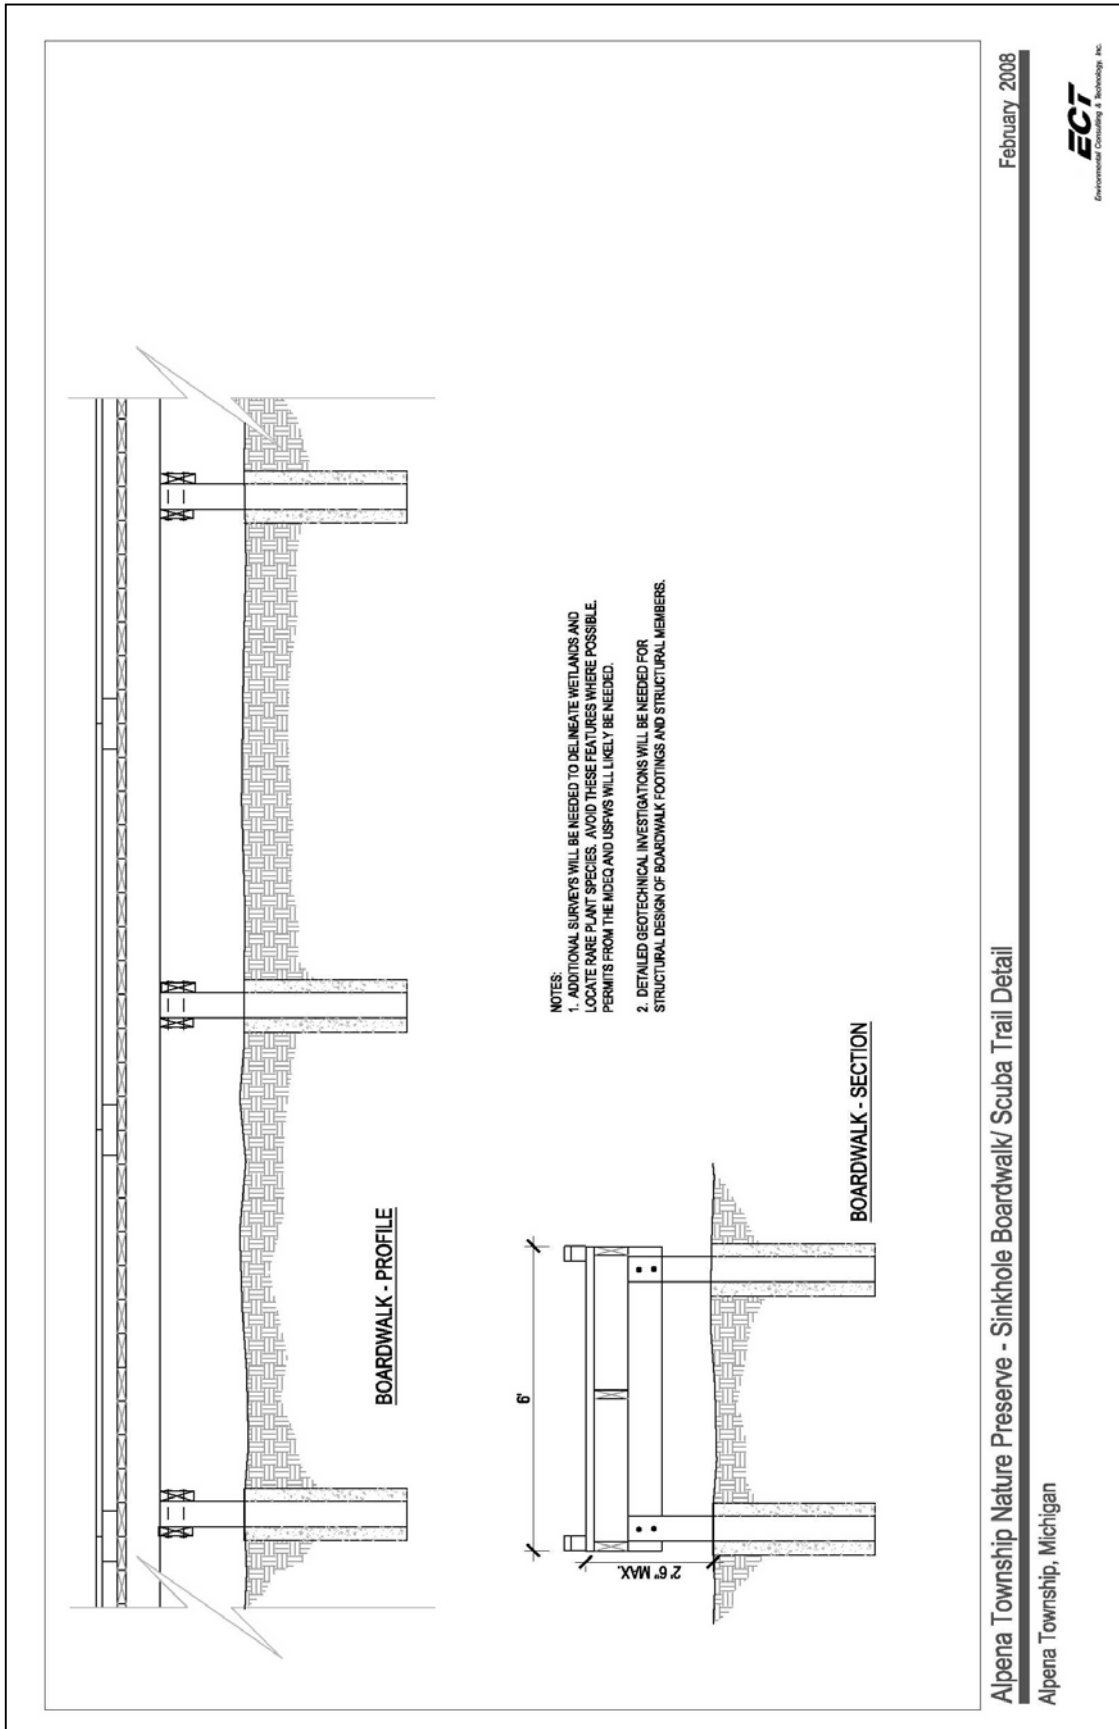 BOARDWALK - PROFILE
NOTES:
1. ADDITIONAL SURVEYS WILL BE NEEDED TO DELINEATE WETLANDS AND
LOCATE RARE PLANT SPECIES. AVOID THESE FEATURES WHERE POSSIBLE.
PERMITS FROM THE MDEQ AND USFWS WILL LIKELY BE NEEDED.
2. DETAILED GEOTECHNICAL INVESTIGATIONS WILL BE NEEDED FOR
STRUCTURAL DESIGN OF BOARDWALK FOOTINGS AND STRUCTURAL MEMBERS.
6'
2' 6" MAX.
BOARDWALK - SECTION
Alpena Township Nature Preserve - Sinkhole Boardwalk/ Scuba Trail Detail
February 2008
Alpena Township, Michigan
ECT
Environmental Consulting & Technology, Inc.